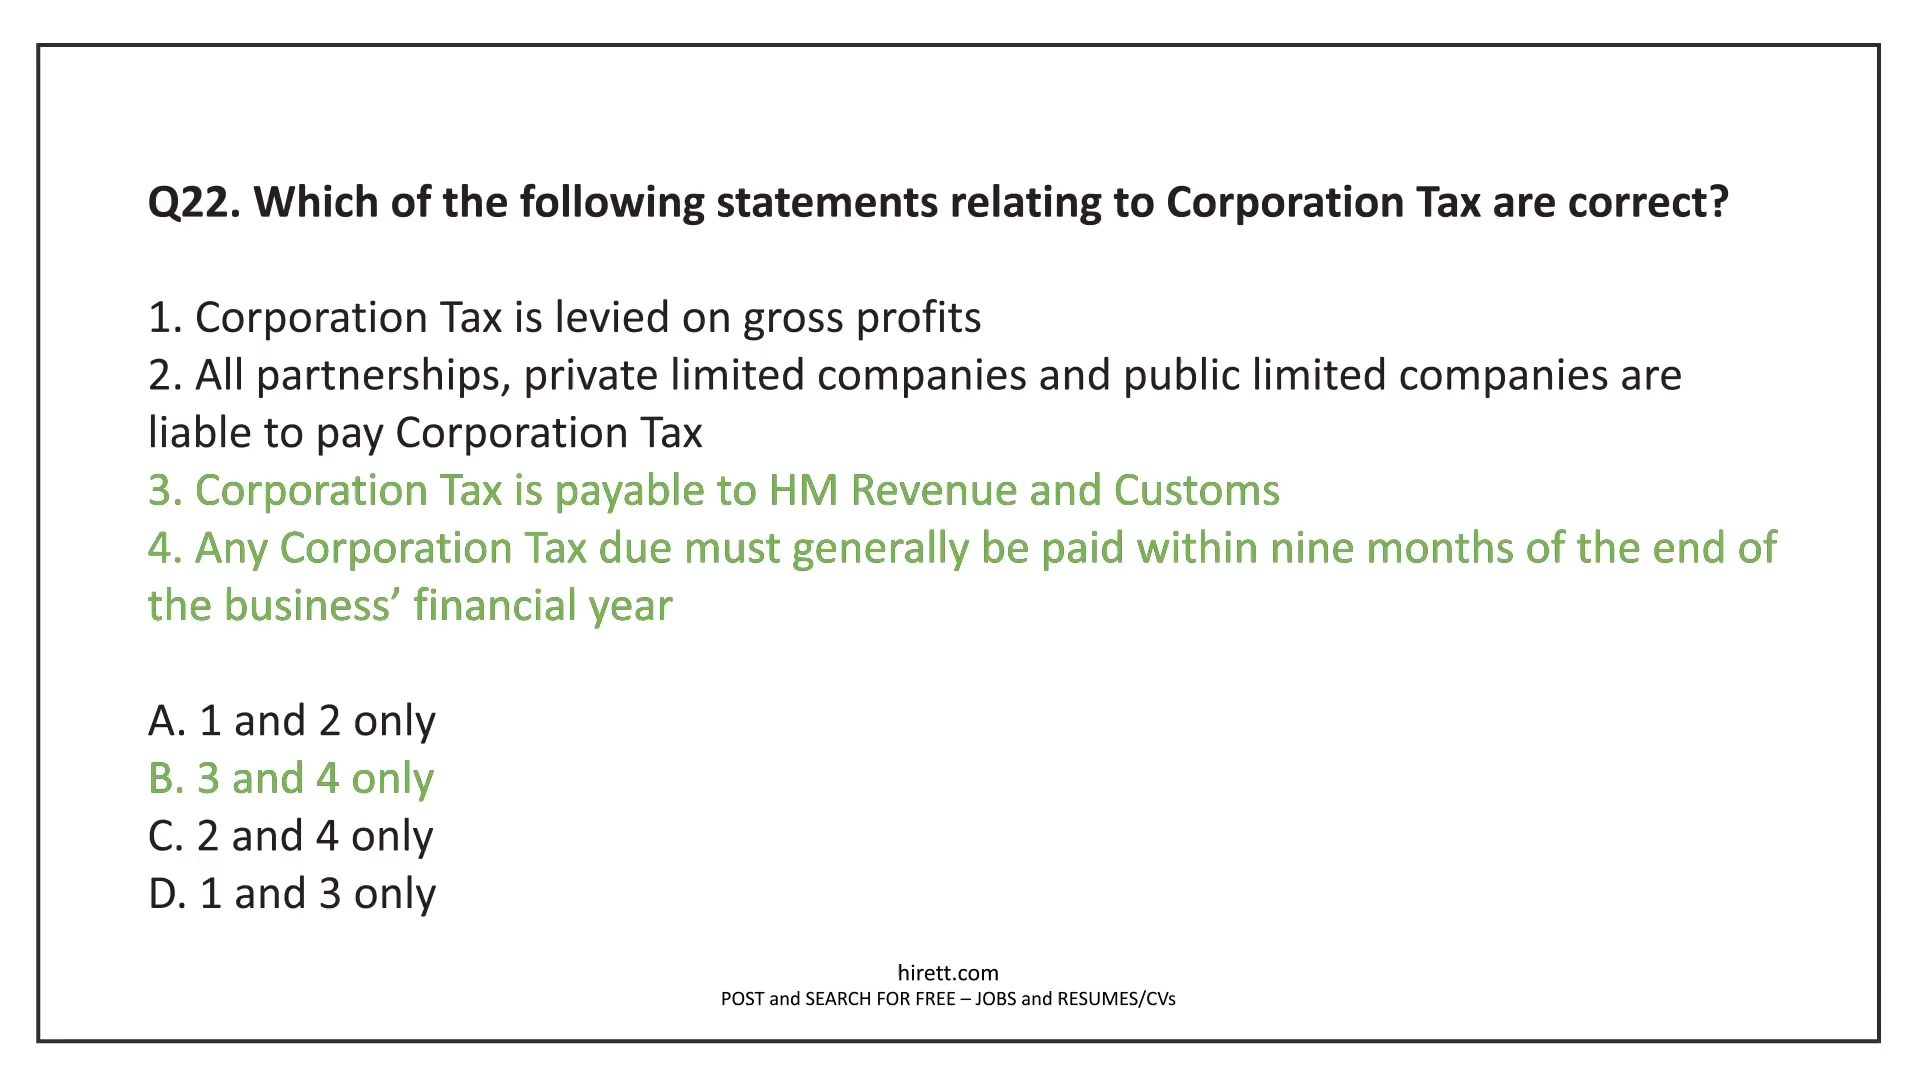 Q22. Which of the following statements relating to Corporation Tax are correct?
1. Corporation Tax is levied on gross profits
2. All partnerships, private limited companies and public limited companies are
liable to pay Corporation Tax
3. Corporation Tax is payable to HM Revenue and Customs
4. Any Corporation Tax due must generally be paid within nine months of the end of
the business’ financial year
A. 1 and 2 only
B. 3 and 4 only
C. 2 and 4 only
D. 1 and 3 only
hirett.com
POST and SEARCH FOR FREE – JOBS and RESUMES/CVs